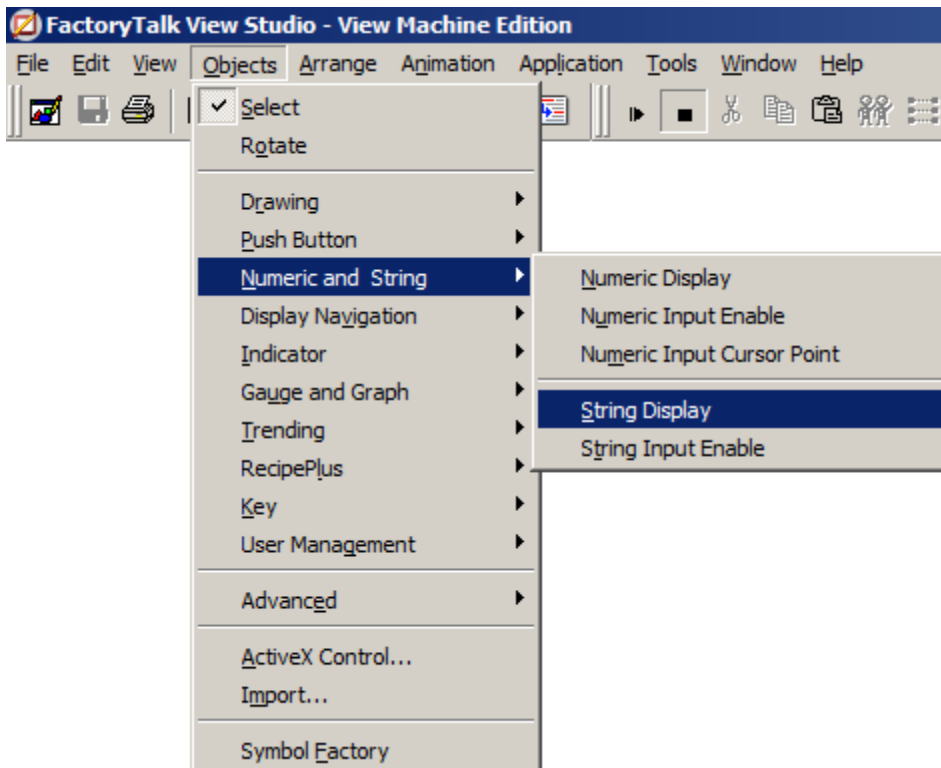 FactoryTalk View Studio - View Machine Edition
File Edit View Objects Arrange Animation Application Tools Window Help
Select
Rotate
Drawing
Push Button
Numeric and String
Display Navigation
Indicator
Gauge and Graph
Trending
RecipePlus
Key
User Management
Advanced
ActiveX Control...
Import...
Symbol Factory
Numeric Display
Numeric Input Enable
Numeric Input Cursor Point
String Display
String Input Enable